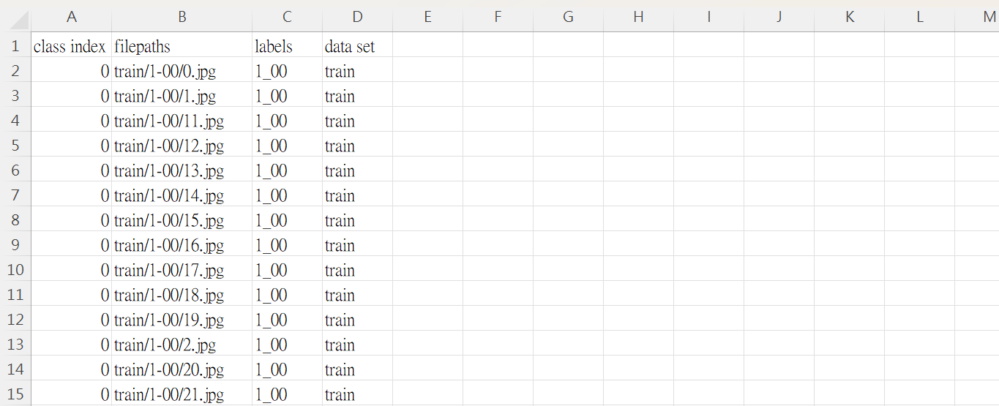 A B C D E F G H I J K L M
1 class index filepaths labels data set
2 0 train/1-00/0.jpg 1_00 train
3 0 train/1-00/1.jpg 1_00 train
4 0 train/1-00/11.jpg 1_00 train
5 0 train/1-00/12.jpg 1_00 train
6 0 train/1-00/13.jpg 1_00 train
7 0 train/1-00/14.jpg 1_00 train
8 0 train/1-00/15.jpg 1_00 train
9 0 train/1-00/16.jpg 1_00 train
10 0 train/1-00/17.jpg 1_00 train
11 0 train/1-00/18.jpg 1_00 train
12 0 train/1-00/19.jpg 1_00 train
13 0 train/1-00/2.jpg 1_00 train
14 0 train/1-00/20.jpg 1_00 train
15 0 train/1-00/21.jpg 1_00 train